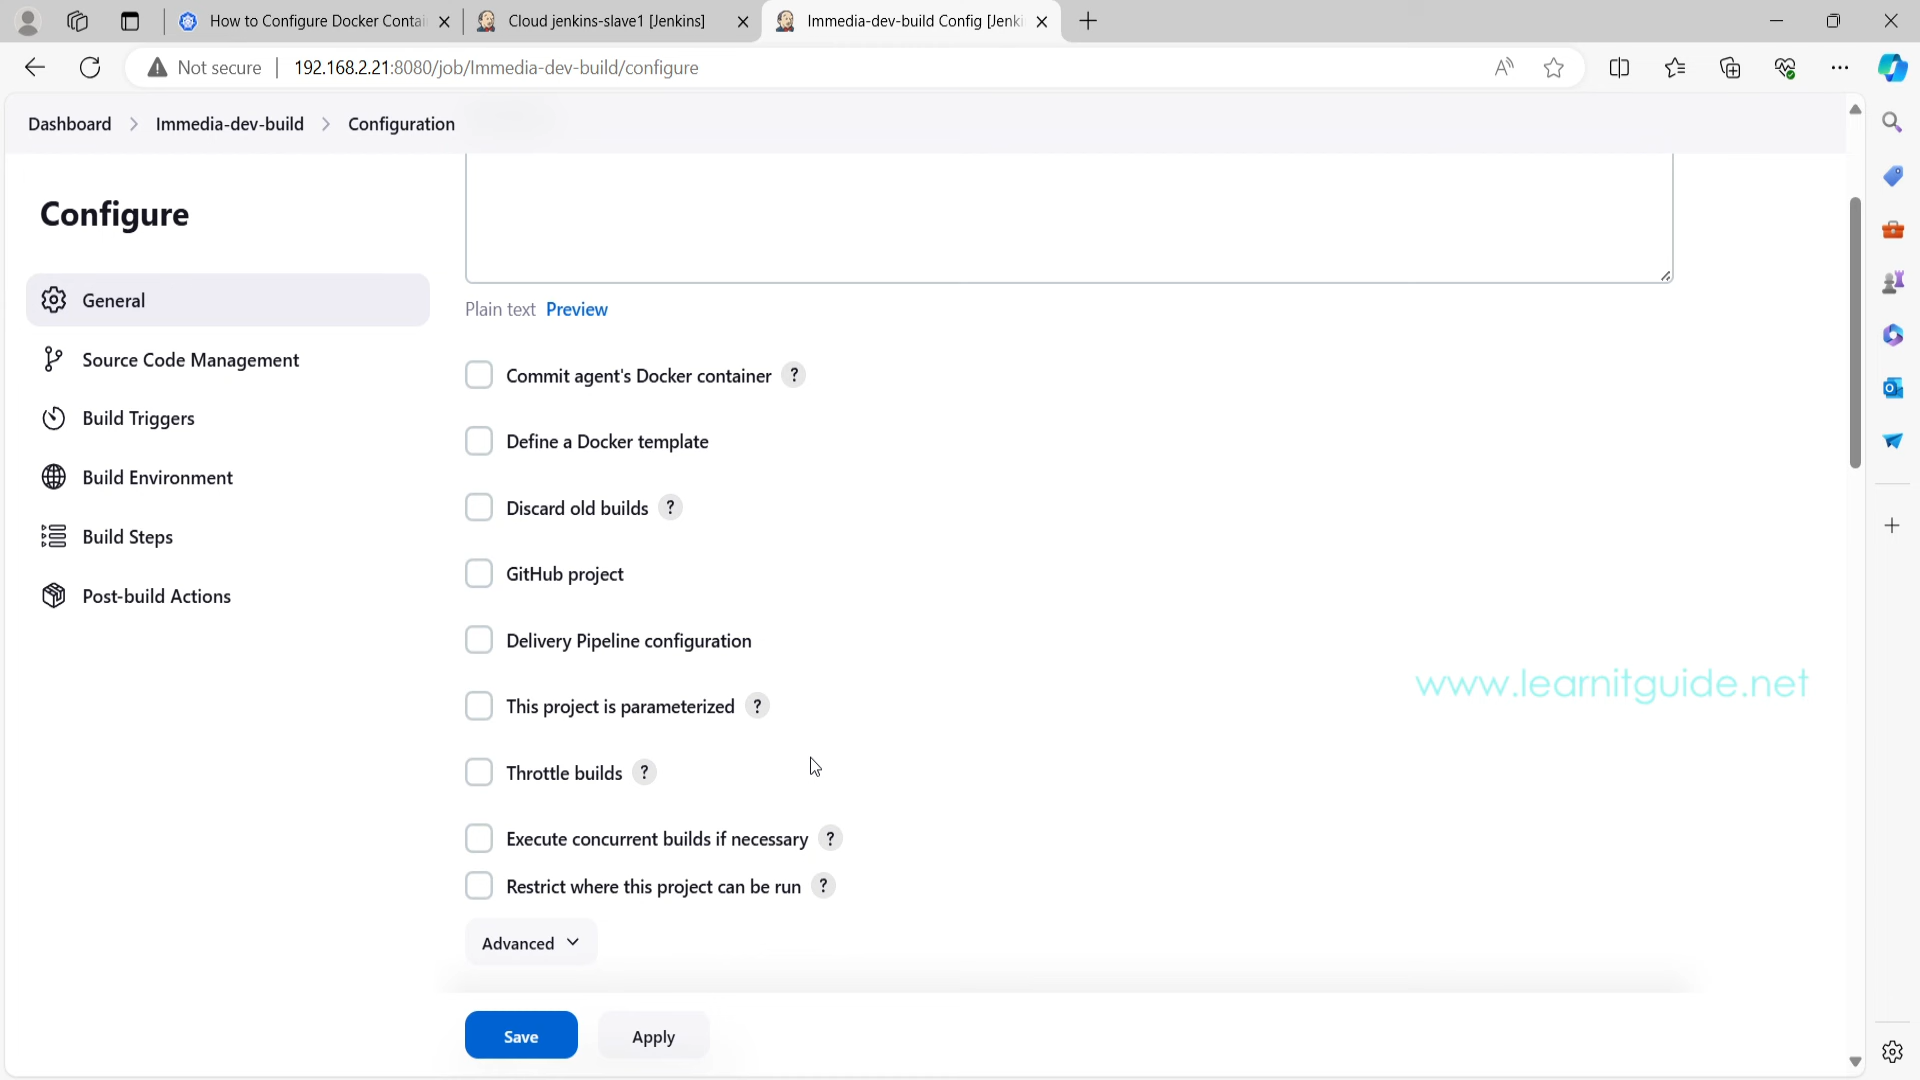 How to Configure Docker Contai
Cloud jenkins-slave1 [Jenkins]
Immedia-dev-build Config [Jenki
Not secure
192.168.2.21:8080/job/Immedia-dev-build/configure
Dashboard
Immedia-dev-build
Configuration
Configure
General
Source Code Management
Build Triggers
Build Environment
Build Steps
Post-build Actions
Plain text Preview
Commit agent's Docker container ?
Define a Docker template
Discard old builds ?
GitHub project
Delivery Pipeline configuration
This project is parameterized ?
Throttle builds ?
Execute concurrent builds if necessary ?
Restrict where this project can be run ?
Advanced
Save
Apply
www.learnitguide.net